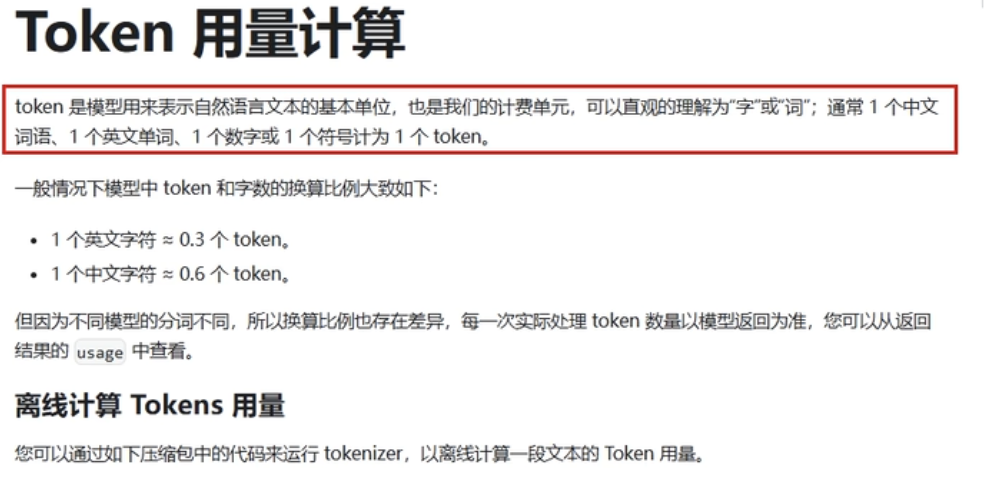 Token 用量计算
token 是模型用来表示自然语言文本的基本单位，也是我们的计费单元，可以直观的理解为“字”或“词”；通常 1 个中文
词语、1 个英文单词、1 个数字或 1 个符号计为 1 个 token。
一般情况下模型中 token 和字数的换算比例大致如下：
• 1 个英文字符 ≈ 0.3 个 token。
• 1 个中文字符 ≈ 0.6 个 token。
但因为不同模型的分词不同，所以换算比例也存在差异，每一次实际处理 token 数量以模型返回为准，您可以从返回
结果的 usage 中查看。
离线计算 Tokens 用量
您可以通过如下压缩包中的代码来运行 tokenizer，以离线计算一段文本的 Token 用量。